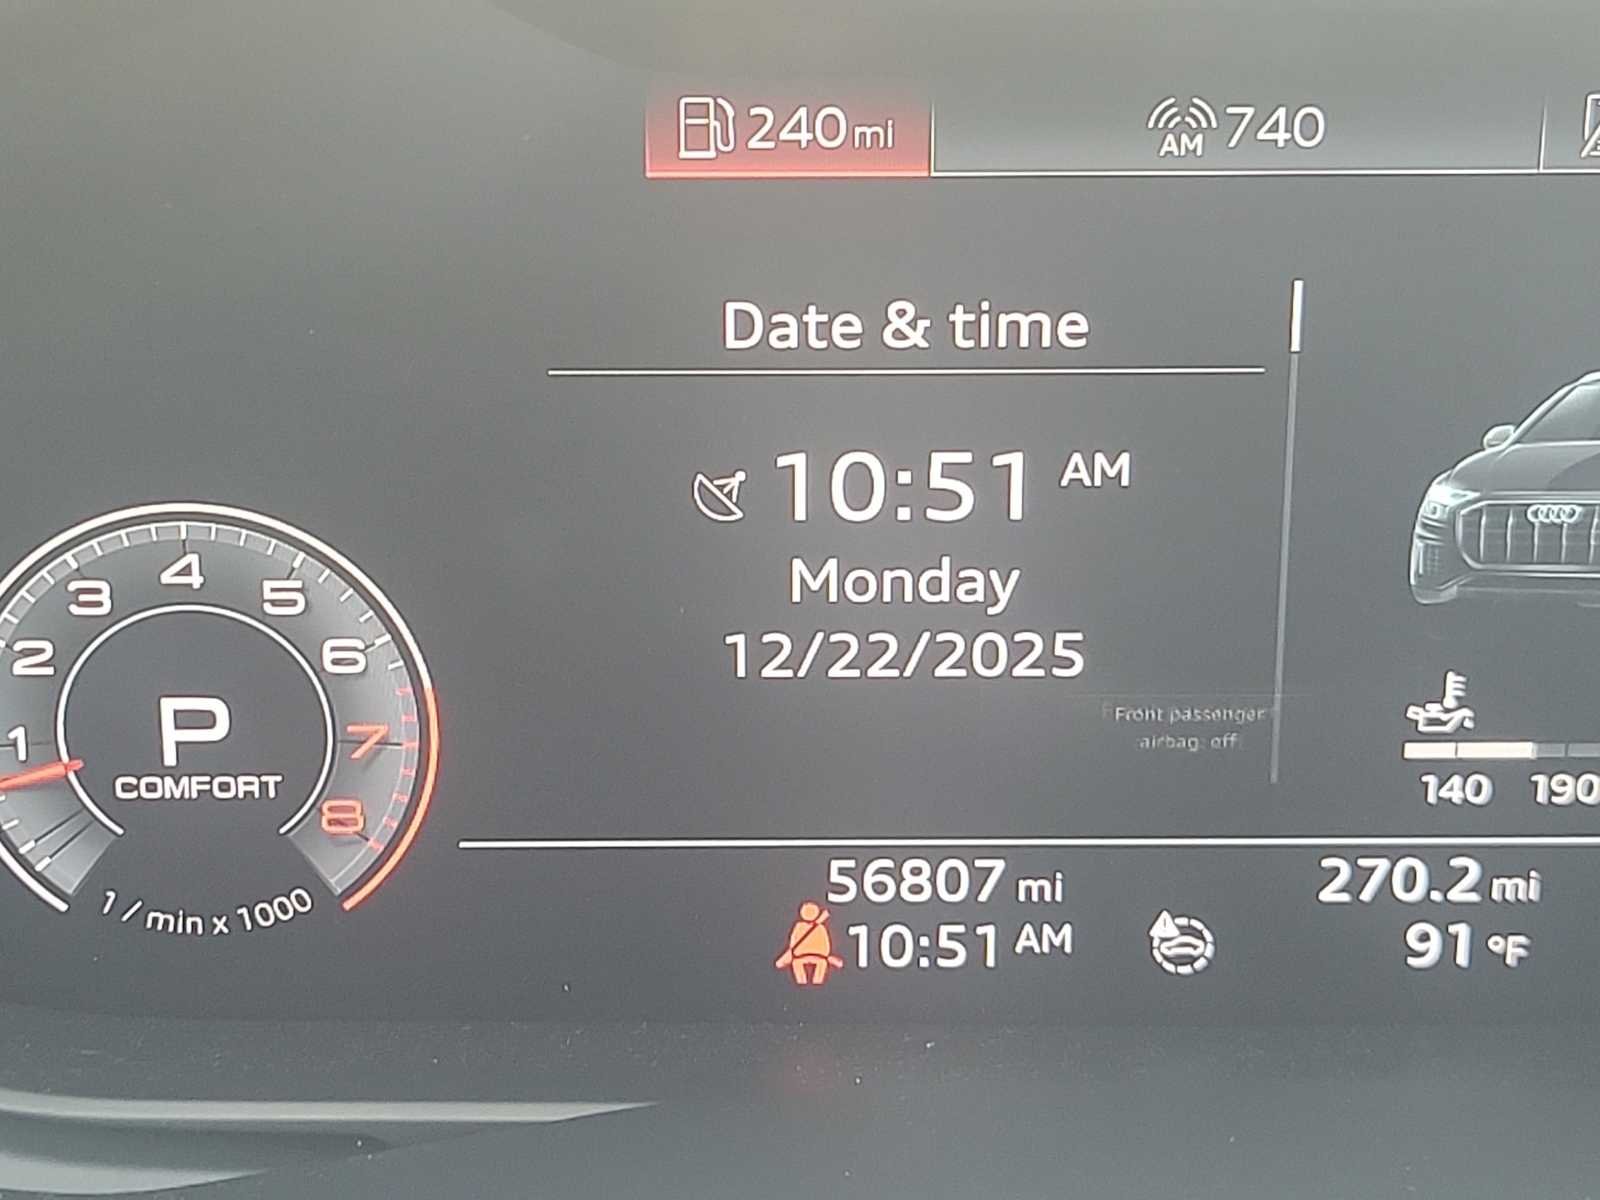 240 mi
AM 740
Date & time
10:51 AM
Monday
12/22/2025
Front passenger
airbag: off
1 2 3 4 5 6 7 8
P
COMFORT
1/min x 1000
140 190
56807 mi
270.2 mi
10:51 AM
91 °F